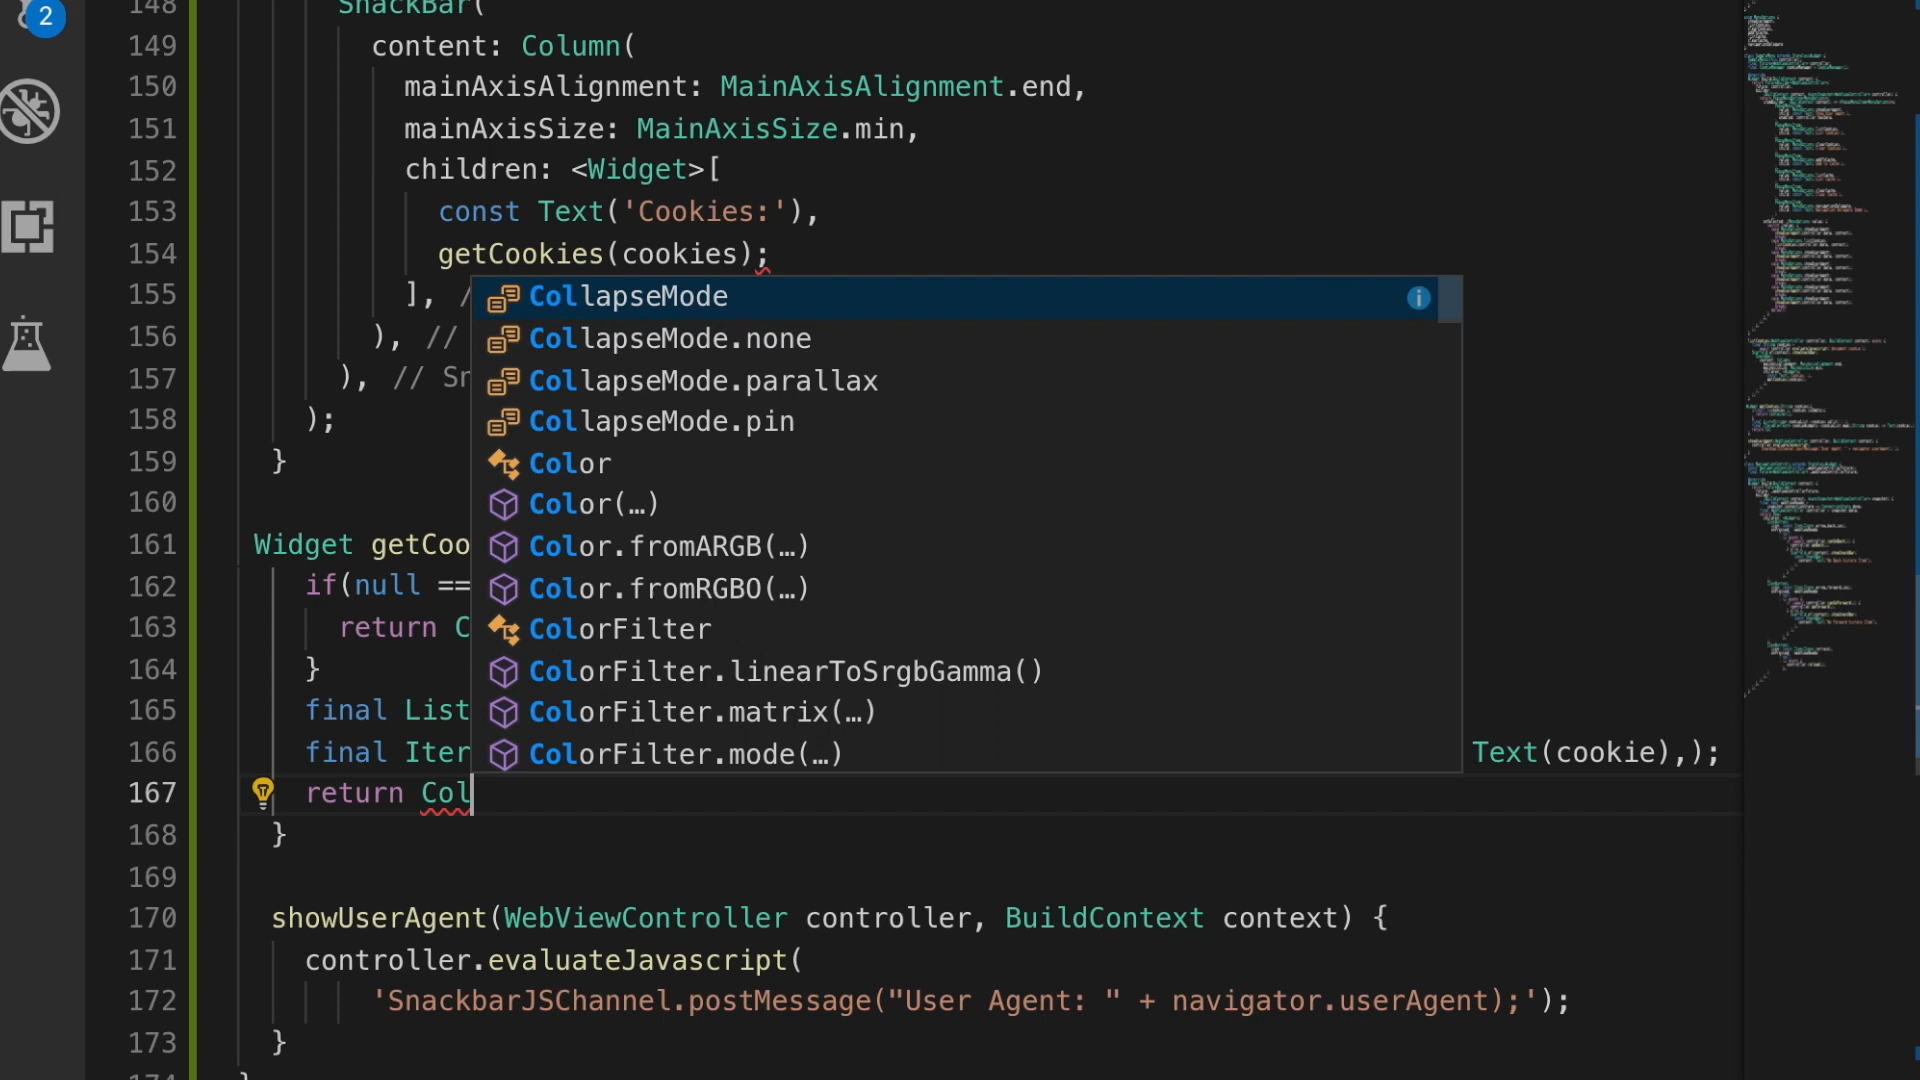 2
148 SnackBar(
149 content: Column(
150 mainAxisAlignment: MainAxisAlignment.end,
151 mainAxisSize: MainAxisSize.min,
152 children: <Widget>[
153 const Text('Cookies:'),
154 getCookies(cookies);
155 ], /
156 ), //
157 ), // Sn
158 );
159 }
160
161 Widget getCoo
162 if(null ==
163 return C
164 }
165 final List
166 final Iter Text(cookie),);
167 return Col
168 }
169
170 showUserAgent(WebViewController controller, BuildContext context) {
171 controller.evaluateJavascript(
172 'SnackbarJSChannel.postMessage("User Agent: " + navigator.userAgent);');
173 }
174 }
CollapseMode
CollapseMode.none
CollapseMode.parallax
CollapseMode.pin
Color
Color(…)
Color.fromARGB(…)
Color.fromRGBO(…)
ColorFilter
ColorFilter.linearToSrgbGamma()
ColorFilter.matrix(…)
ColorFilter.mode(…)